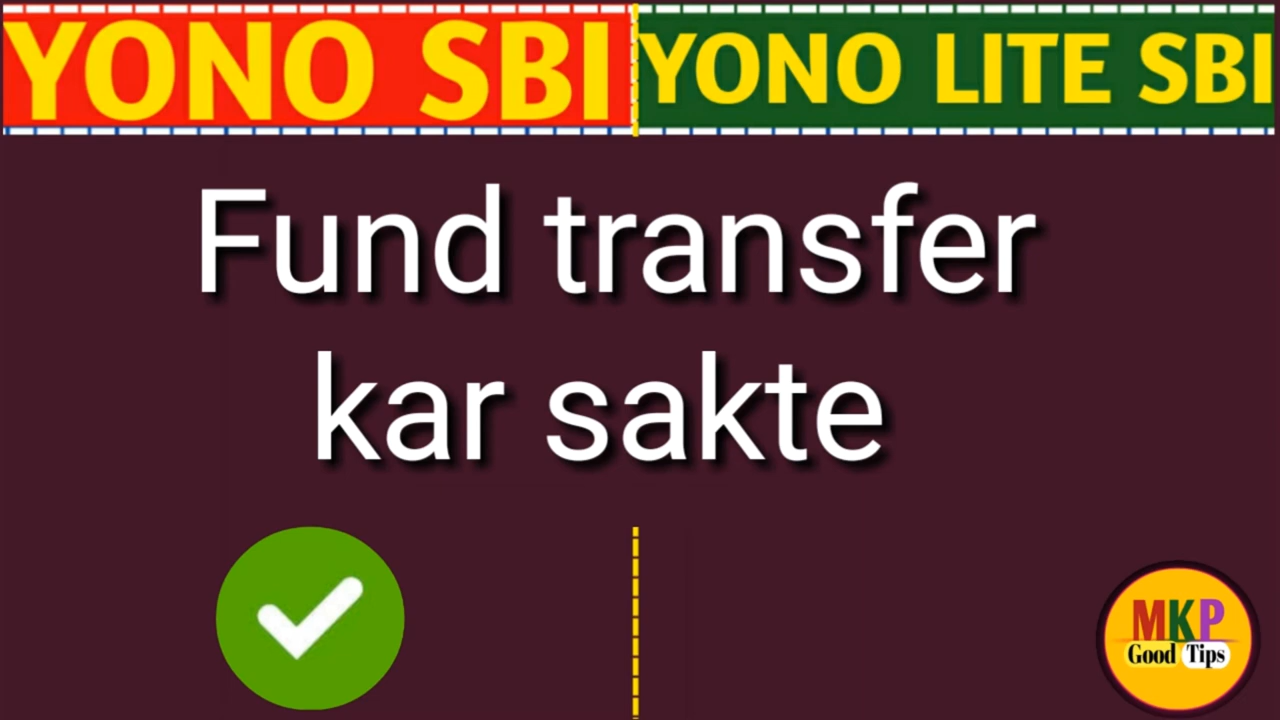 YONO SBI
YONO LITE SBI
Fund transfer
kar sakte
MKP
Good Tips